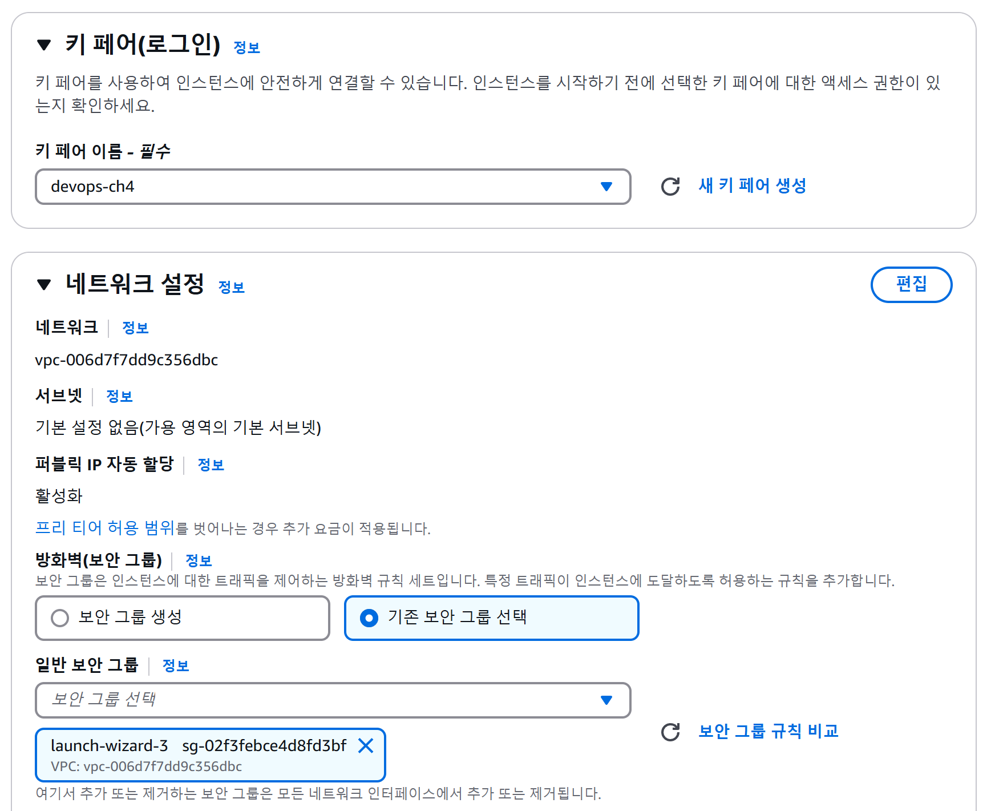 키 페어(로그인) 정보
키 페어를 사용하여 인스턴스에 안전하게 연결할 수 있습니다. 인스턴스를 시작하기 전에 선택한 키 페어에 대한 액세스 권한이 있
는지 확인하세요.
키 페어 이름 - 필수
devops-ch4
새 키 페어 생성
네트워크 설정 정보
편집
네트워크 정보
vpc-006d7f7dd9c356dbc
서브넷 정보
기본 설정 없음(가용 영역의 기본 서브넷)
퍼블릭 IP 자동 할당 정보
활성화
프리 티어 허용 범위를 벗어나는 경우 추가 요금이 적용됩니다.
방화벽(보안 그룹) 정보
보안 그룹은 인스턴스에 대한 트래픽을 제어하는 방화벽 규칙 세트입니다. 특정 트래픽이 인스턴스에 도달하도록 허용하는 규칙을 추가합니다.
보안 그룹 생성
기존 보안 그룹 선택
일반 보안 그룹 정보
보안 그룹 선택
launch-wizard-3 sg-02f3febce4d8fd3bf
VPC: vpc-006d7f7dd9c356dbc
보안 그룹 규칙 비교
여기서 추가 또는 제거하는 보안 그룹은 모든 네트워크 인터페이스에서 추가 또는 제거됩니다.